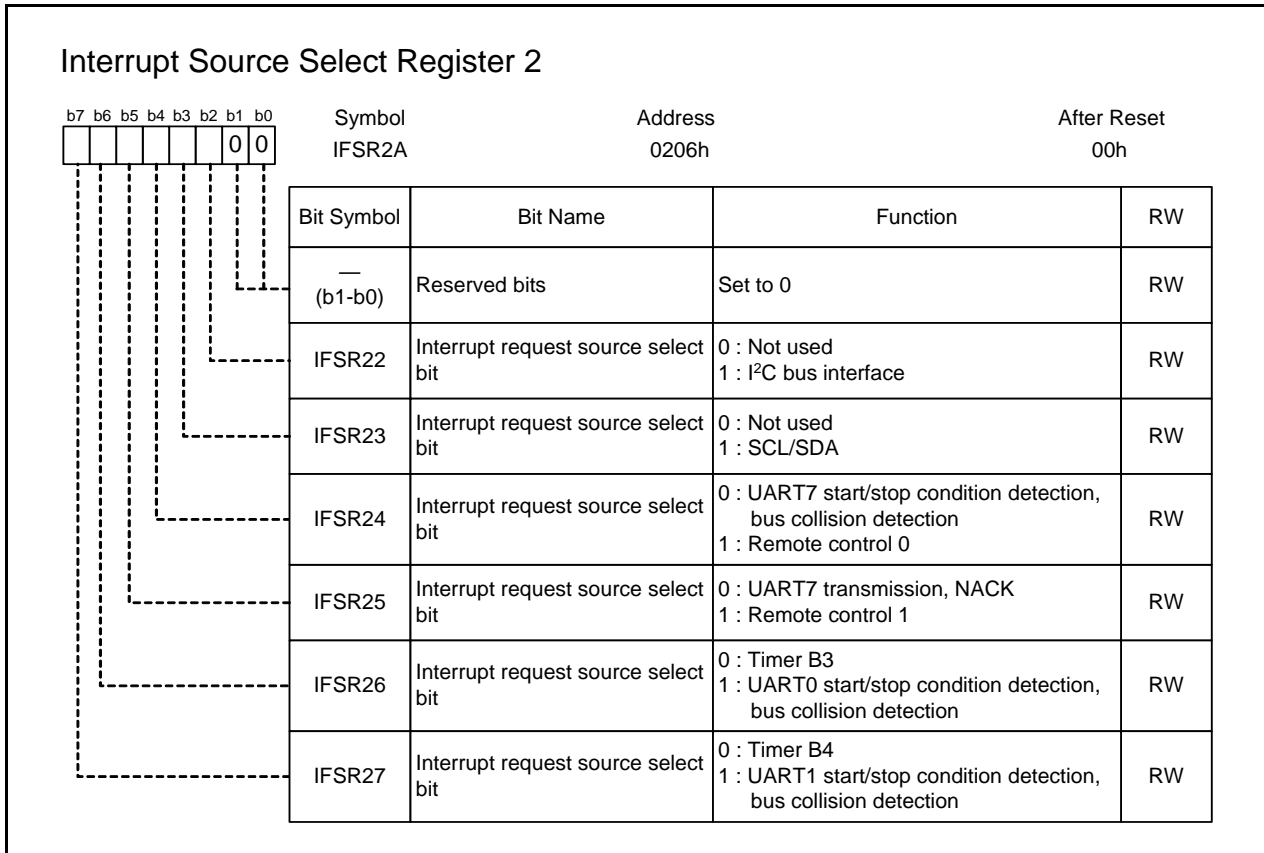 Interrupt Source Select Register 2
b7 b6 b5 b4 b3 b2 b1 b0
0 0
Symbol Address After Reset
IFSR2A 0206h 00h
Bit Symbol Bit Name Function RW
—
(b1-b0) Reserved bits Set to 0 RW
IFSR22 Interrupt request source select bit 0 : Not used
1 : I²C bus interface RW
IFSR23 Interrupt request source select bit 0 : Not used
1 : SCL/SDA RW
IFSR24 Interrupt request source select bit 0 : UART7 start/stop condition detection,
bus collision detection
1 : Remote control 0 RW
IFSR25 Interrupt request source select bit 0 : UART7 transmission, NACK
1 : Remote control 1 RW
IFSR26 Interrupt request source select bit 0 : Timer B3
1 : UART0 start/stop condition detection,
bus collision detection RW
IFSR27 Interrupt request source select bit 0 : Timer B4
1 : UART1 start/stop condition detection,
bus collision detection RW